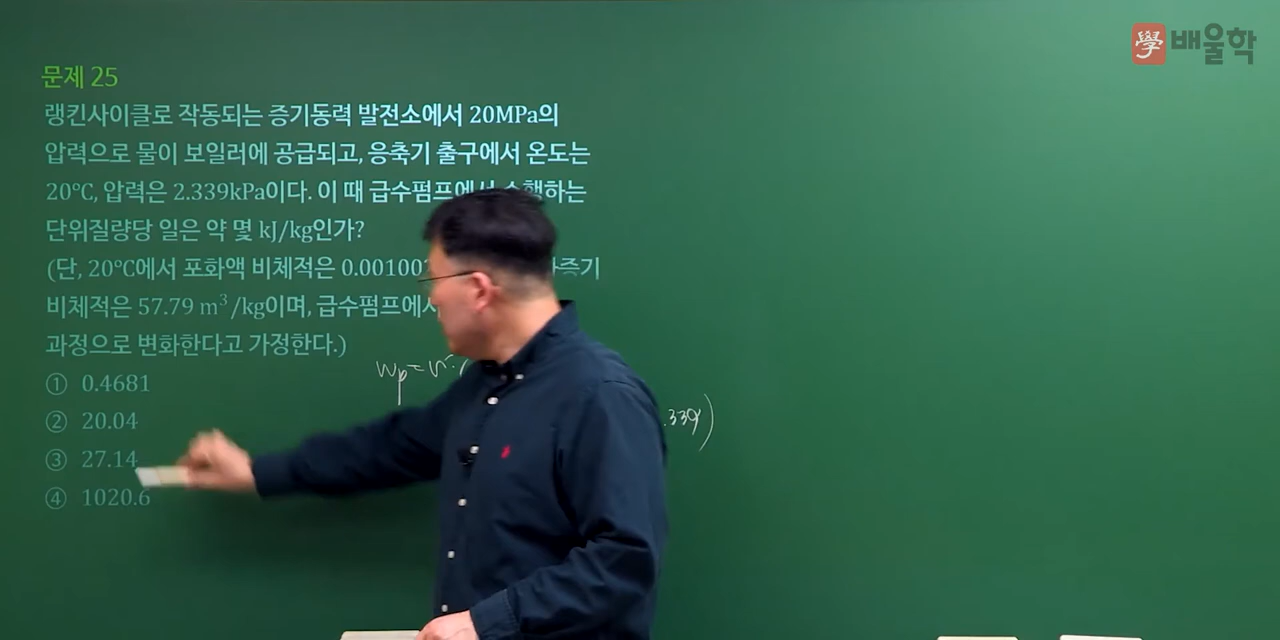 學 배울학
문제 25
랭킨사이클로 작동되는 증기동력 발전소에서 20MPa의
압력으로 물이 보일러에 공급되고, 응축기 출구에서 온도는
20℃, 압력은 2.339kPa이다. 이 때 급수펌프에서 수행하는
단위질량당 일은 약 몇 kJ/kg인가?
(단, 20℃에서 포화액 비체적은 0.00100
비체적은 57.79 m³/kg이며, 급수펌프에서
과정으로 변화한다고 가정한다.)
wp=v·
.339)
① 0.4681
② 20.04
③ 27.14
④ 1020.6